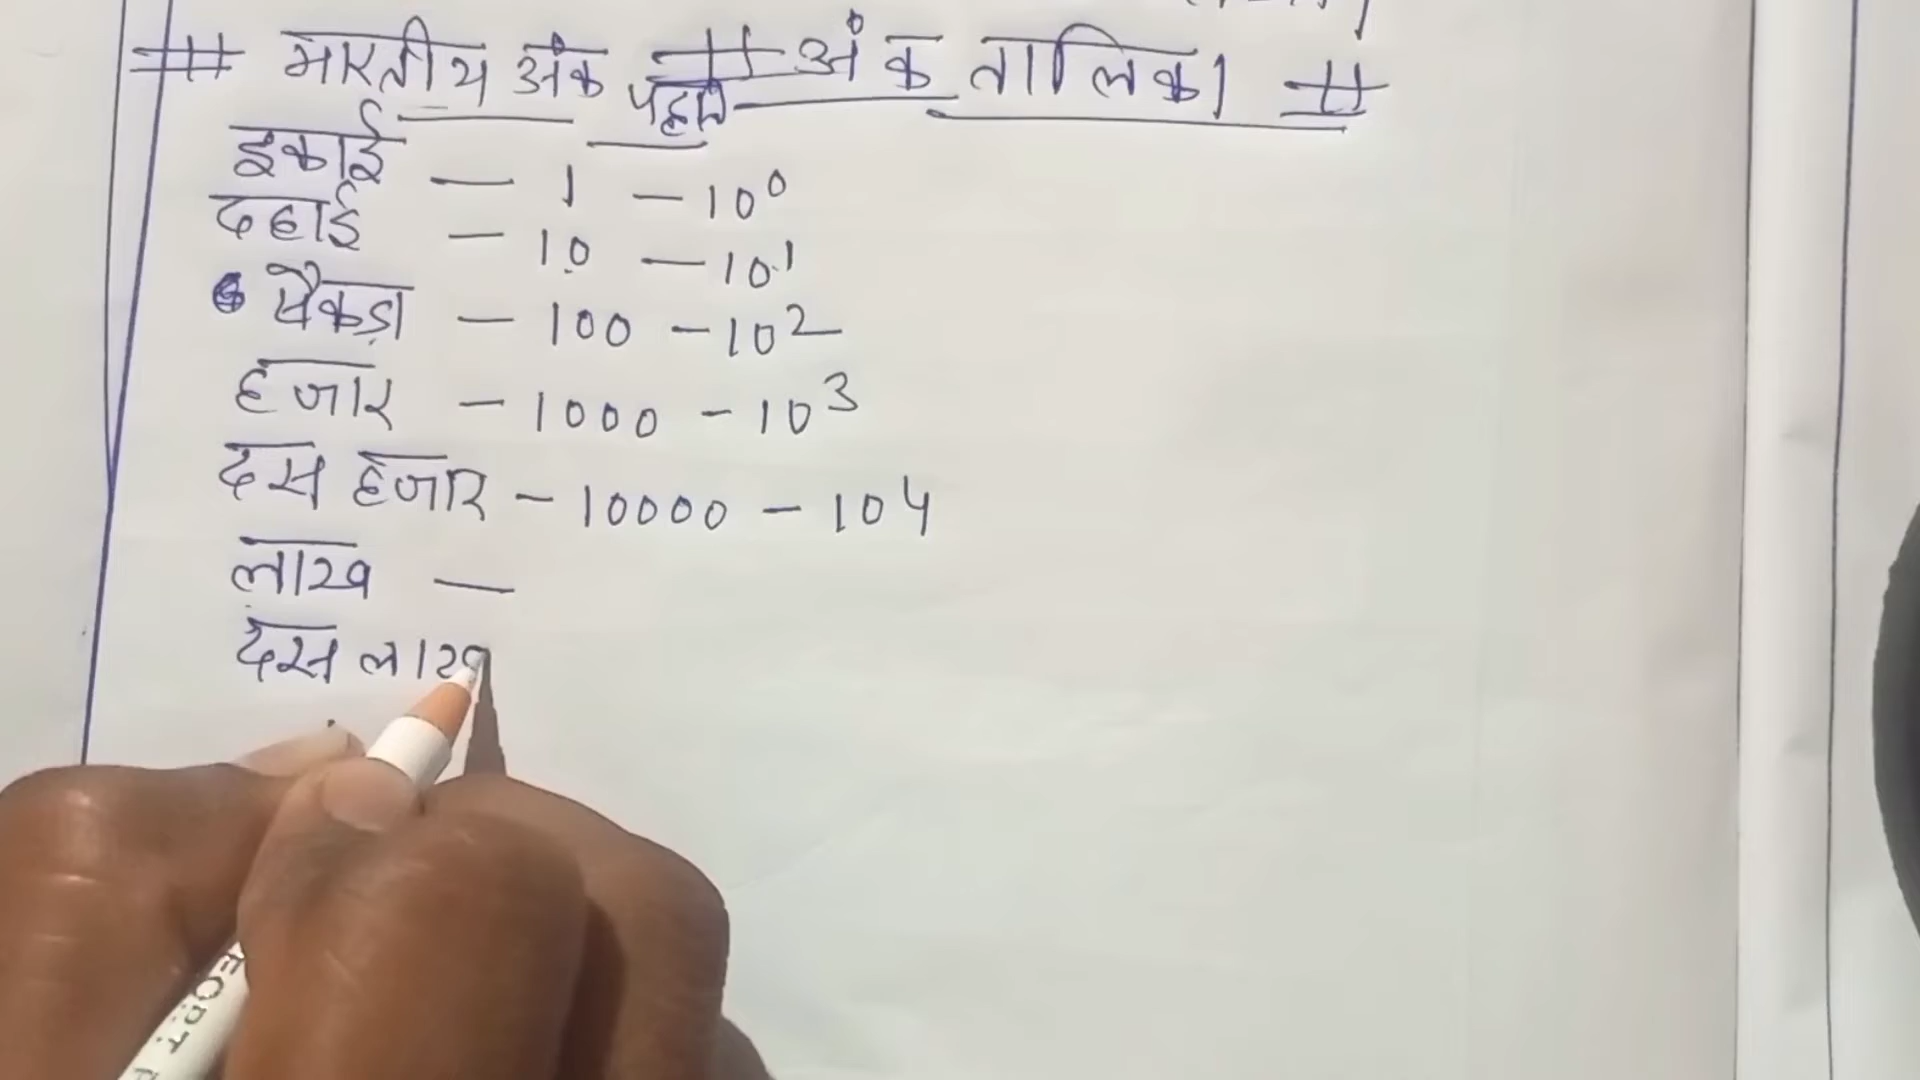 # भारतीय अंक # अंक तालिका #
इकाई — 1 — 10⁰
दहाई — 10 — 10¹
सैकड़ा — 100 — 10²
हजार — 1000 — 10³
दस हजार — 10000 — 10⁴
लाख —
दस लाख